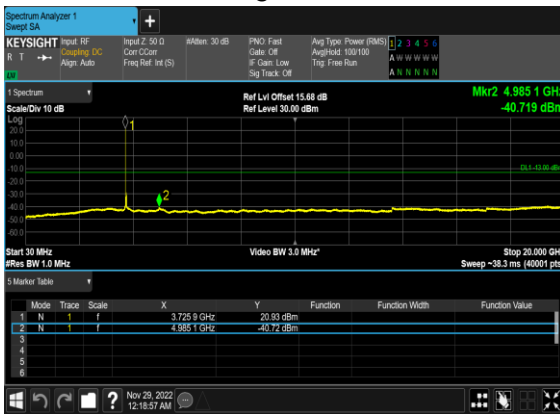 Spectrum Analyzer 1
Swept SA
KEYSIGHT Input: RF Input Z: 50 Ω #Atten: 30 dB PNO: Fast Avg Type: Power (RMS) 1 2 3 4 5 6
R T Coupling: DC Corr CCorr Gate: Off Avg|Hold: 100/100 A W W W W W
Align: Auto Freq Ref: Int (S) IF Gain: Low Trig: Free Run
Sig Track: Off A N N N N N
1 Spectrum Ref Lvl Offset 15.68 dB Mkr2 4.985 1 GHz
Scale/Div 10 dB Ref Level 30.00 dBm -40.719 dBm
Log
20.0
10.0
0.00
-10.0
-20.0
-30.0
-40.0
-50.0
-60.0
1
2
DL1 -13.00 dBm
Start 30 MHz Video BW 3.0 MHz* Stop 20.000 GHz
#Res BW 1.0 MHz Sweep ~38.3 ms (40001 pts)
5 Marker Table
Mode Trace Scale X Y Function Function Width Function Value
1 N 1 f 3.725 9 GHz 20.93 dBm
2 N 1 f 4.985 1 GHz -40.72 dBm
3
4
5
6
? Nov 29, 2022
12:18:57 AM